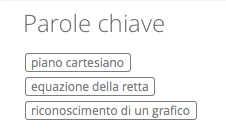 Parole chiave
piano cartesiano
equazione della retta
riconoscimento di un grafico